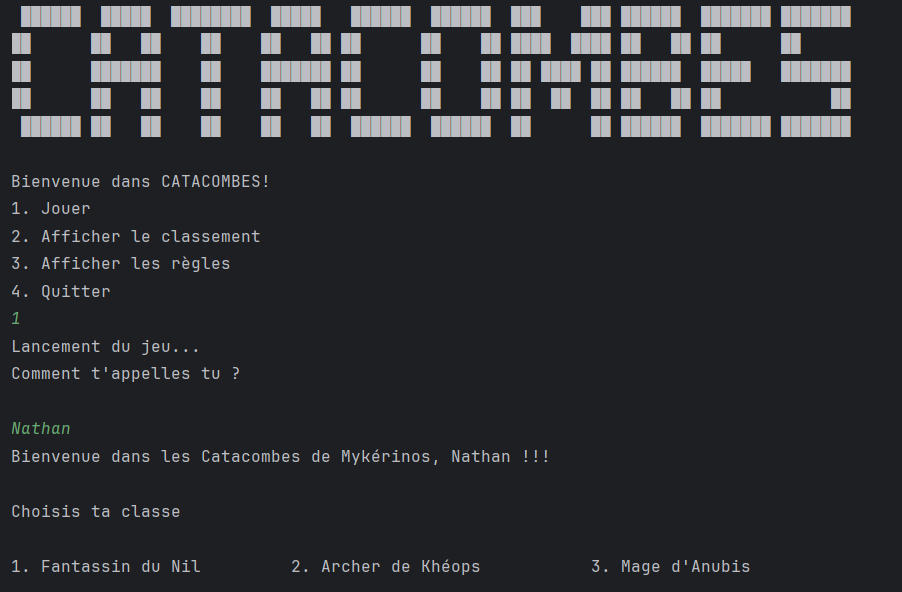 CATACOMBES
Bienvenue dans CATACOMBES!
1. Jouer
2. Afficher le classement
3. Afficher les règles
4. Quitter
1
Lancement du jeu...
Comment t'appelles tu ?
Nathan
Bienvenue dans les Catacombes de Mykérinos, Nathan !!!
Choisis ta classe
1. Fantassin du Nil 2. Archer de Khéops 3. Mage d'Anubis